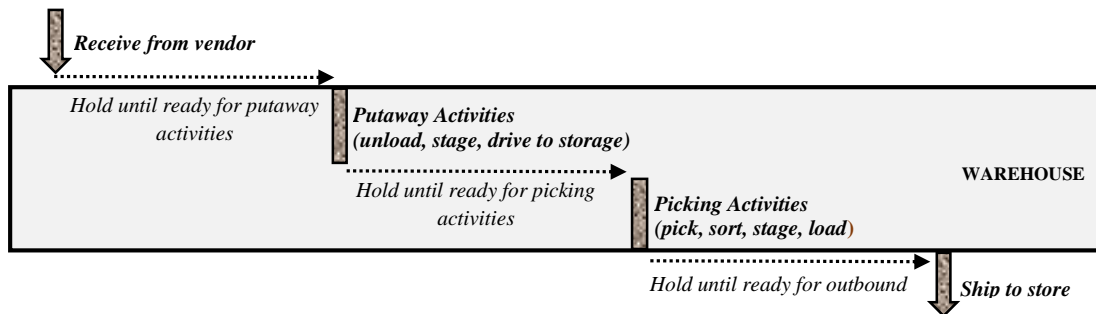 Receive from vendor
Hold until ready for putaway
activities
Putaway Activities
(unload, stage, drive to storage)
Hold until ready for picking
activities
WAREHOUSE
Picking Activities
(pick, sort, stage, load)
Hold until ready for outbound
Ship to store